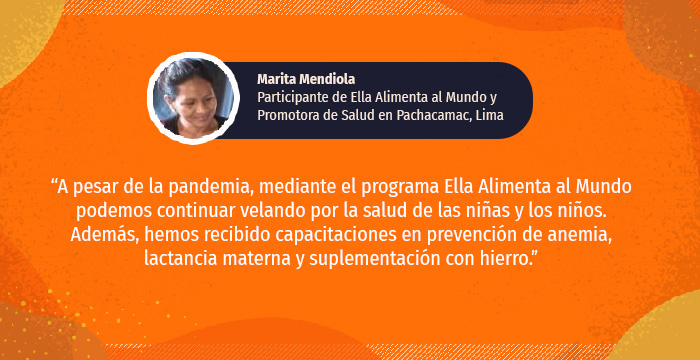 Marita Mendiola
Participante de Ella Alimenta al Mundo y
Promotora de Salud en Pachacamac, Lima
“A pesar de la pandemia, mediante el programa Ella Alimenta al Mundo
podemos continuar velando por la salud de las niñas y los niños.
Además, hemos recibido capacitaciones en prevención de anemia,
lactancia materna y suplementación con hierro.”